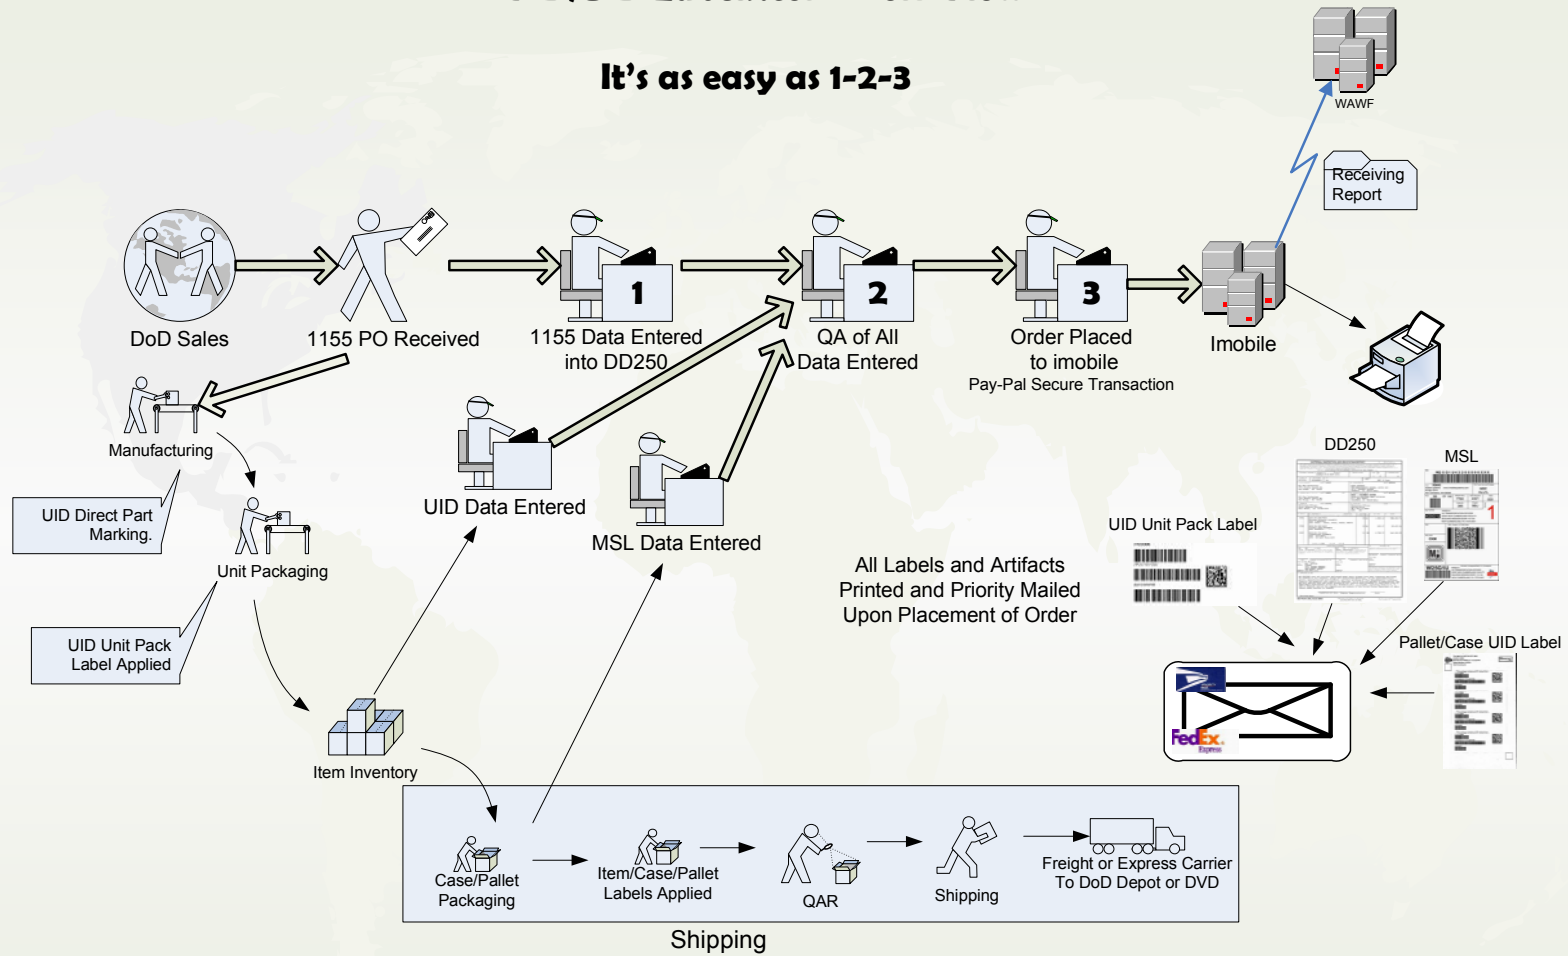 It's as easy as 1-2-3
WAWF
Receiving
Report
1
2
3
DoD Sales
1155 PO Received
1155 Data Entered
into DD250
QA of All
Data Entered
Order Placed
to imobile
Pay-Pal Secure Transaction
Imobile
Manufacturing
UID Direct Part
Marking.
Unit Packaging
UID Unit Pack
Label Applied
UID Data Entered
MSL Data Entered
All Labels and Artifacts
Printed and Priority Mailed
Upon Placement of Order
DD250
MSL
1
UID Unit Pack Label
Pallet/Case UID Label
FedEx
Express
Item Inventory
Case/Pallet
Packaging
Item/Case/Pallet
Labels Applied
QAR
Shipping
Freight or Express Carrier
To DoD Depot or DVD
Shipping